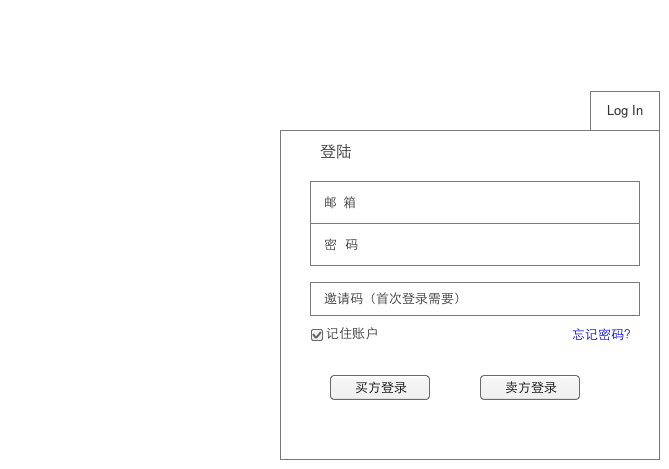 Log In
登陆
邮 箱
密 码
邀请码（首次登录需要）
记住账户
忘记密码?
买方登录
卖方登录